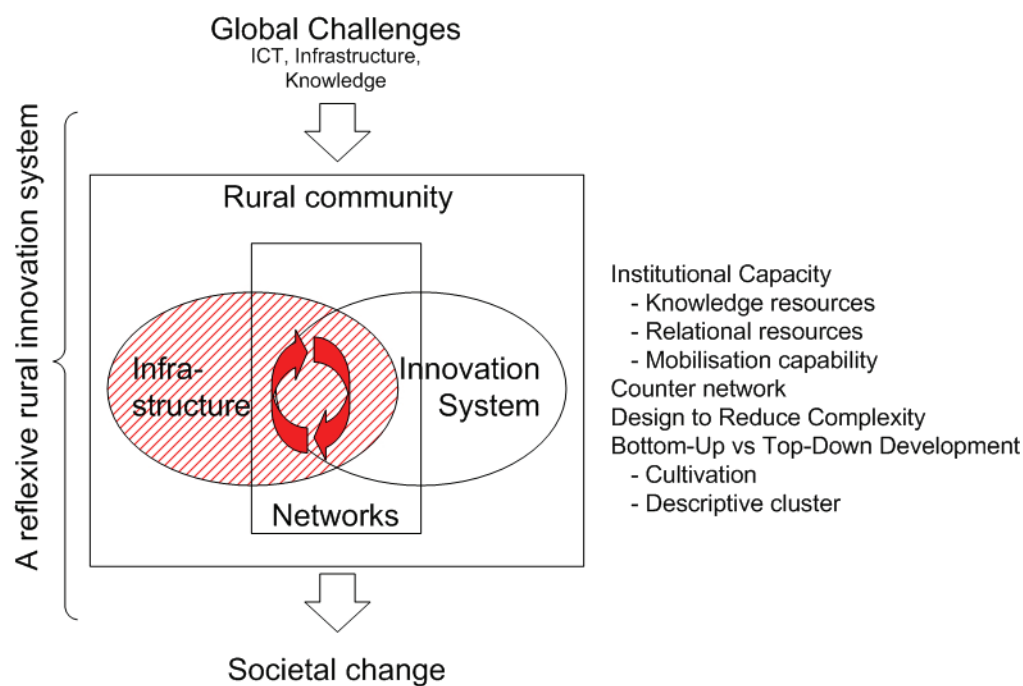 Global Challenges
ICT, Infrastructure,
Knowledge
A reflexive rural innovation system
Rural community
Infra-
structure
Innovation
System
Networks
Institutional Capacity
- Knowledge resources
- Relational resources
- Mobilisation capability
Counter network
Design to Reduce Complexity
Bottom-Up vs Top-Down Development
- Cultivation
- Descriptive cluster
Societal change